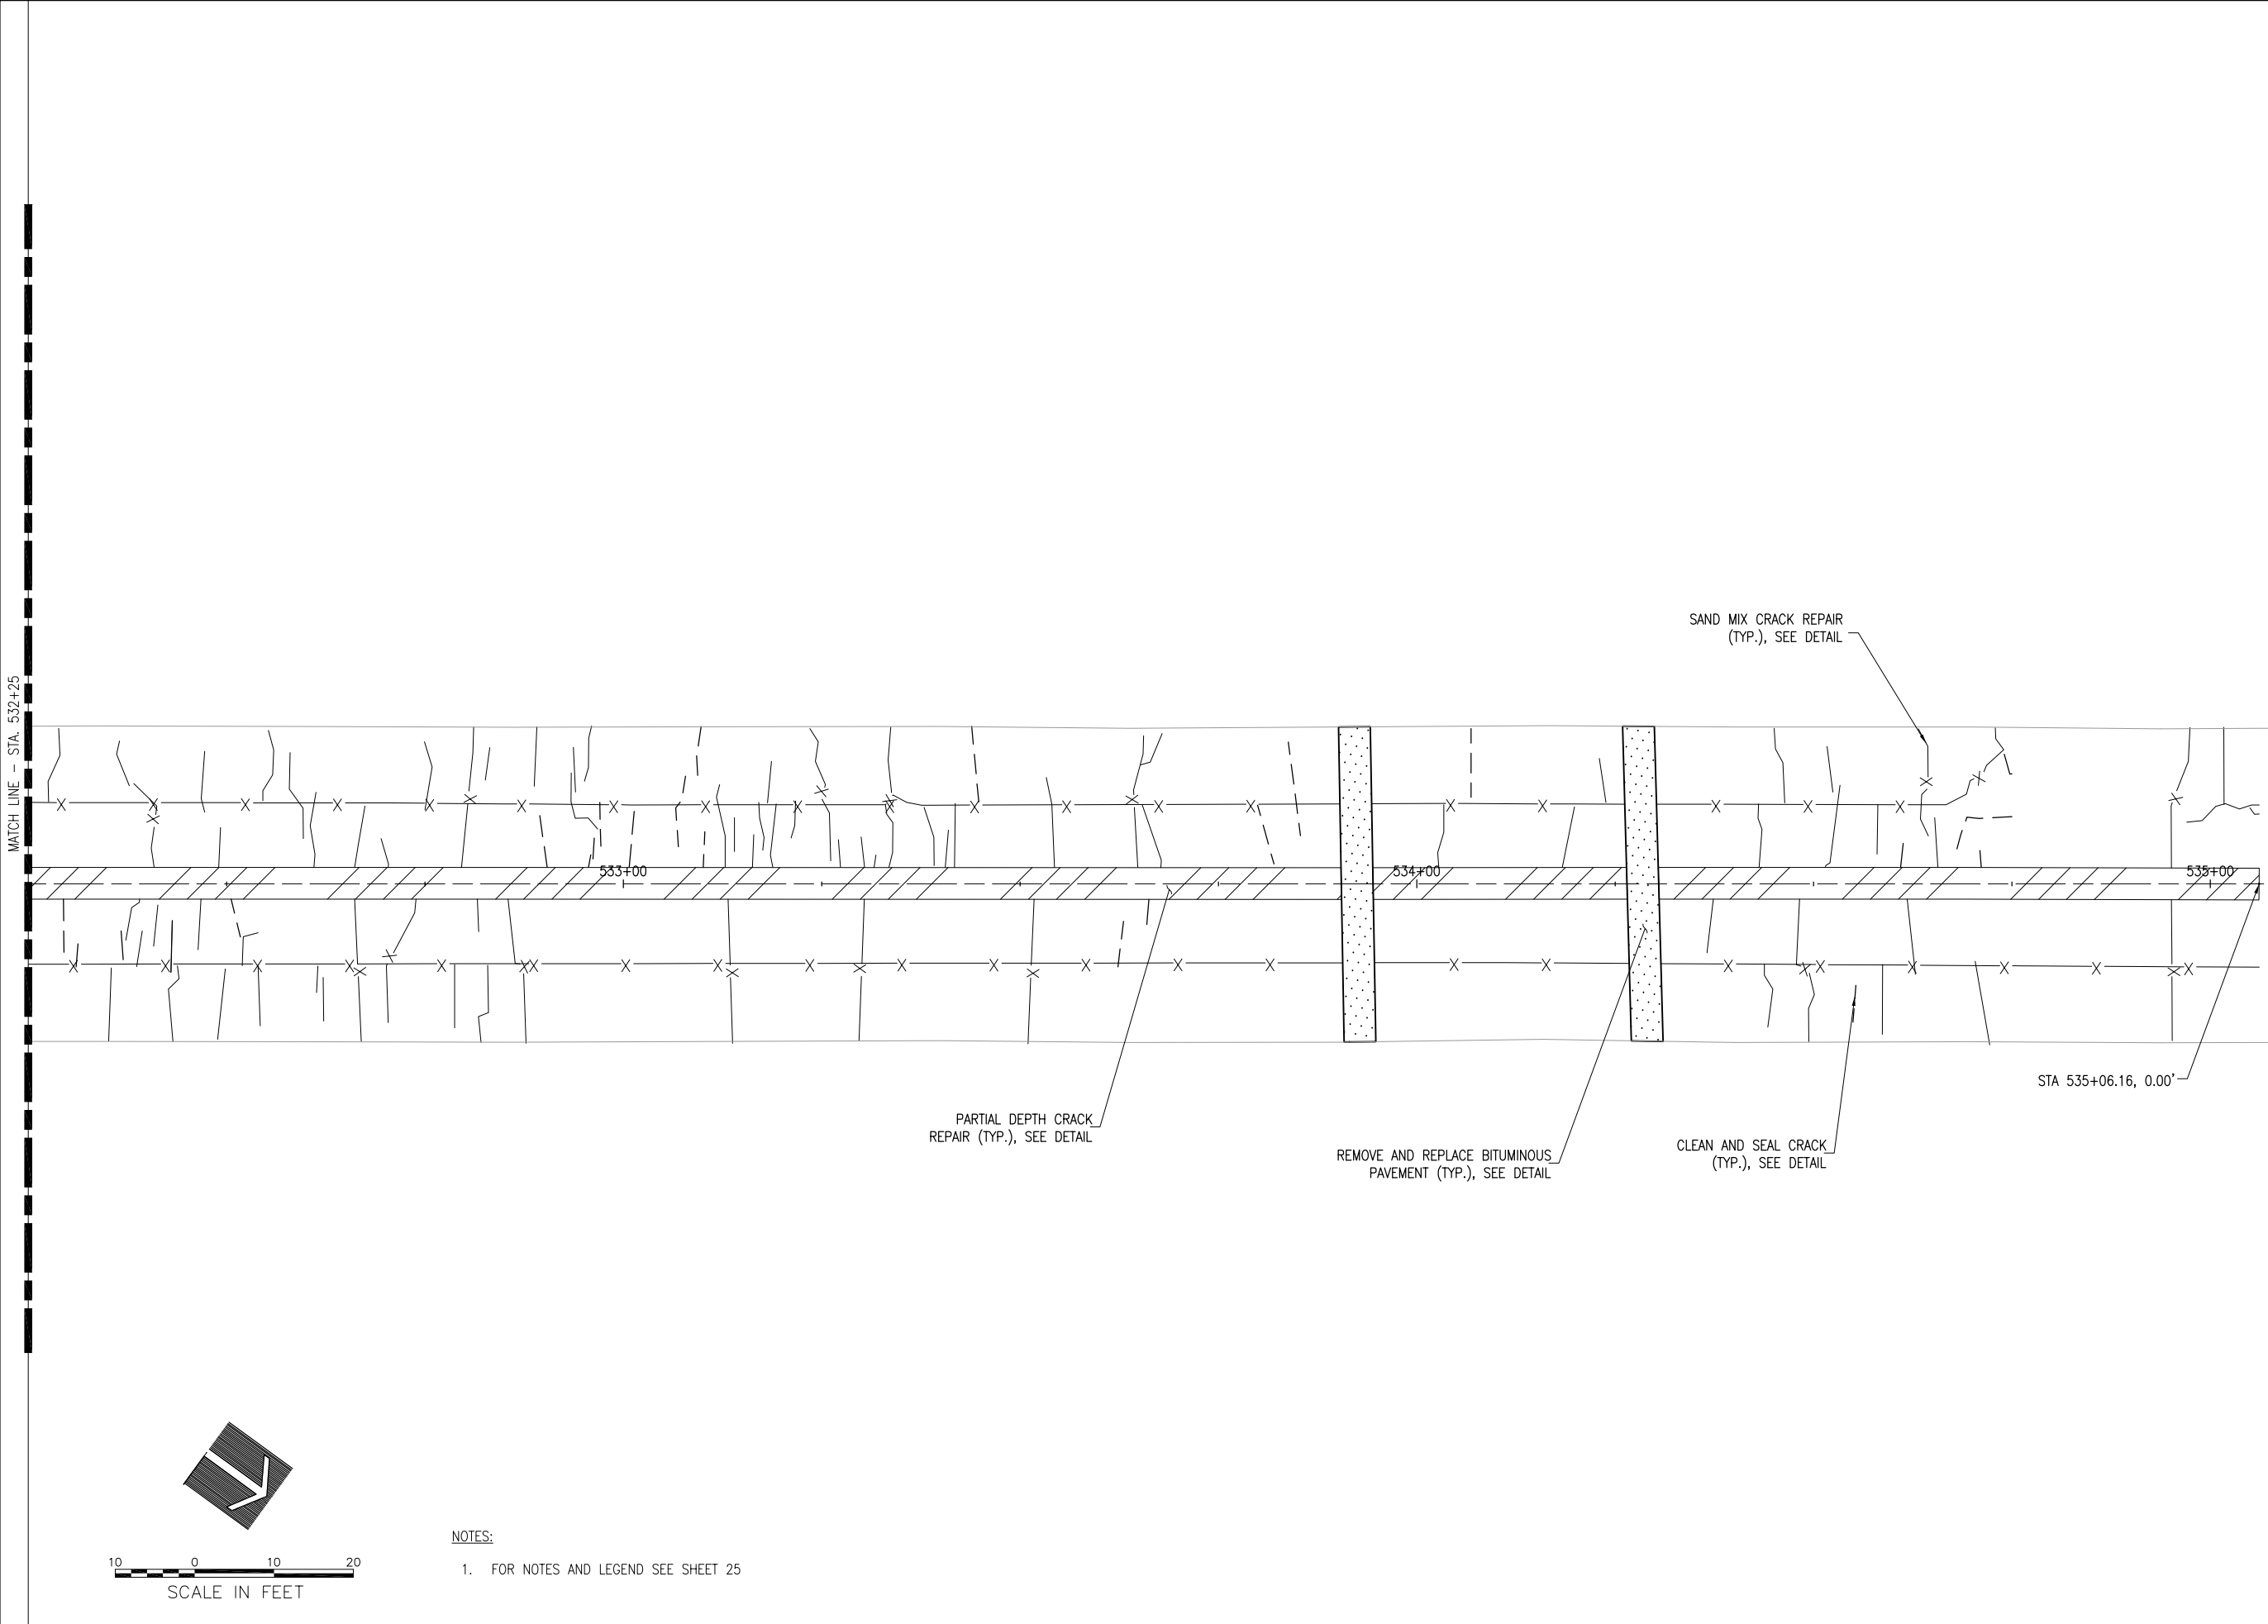 MATCH LINE - STA. 532+25
SAND MIX CRACK REPAIR
(TYP.), SEE DETAIL
533+00
534+00
535+00
STA 535+06.16, 0.00'
PARTIAL DEPTH CRACK
REPAIR (TYP.), SEE DETAIL
REMOVE AND REPLACE BITUMINOUS
PAVEMENT (TYP.), SEE DETAIL
CLEAN AND SEAL CRACK
(TYP.), SEE DETAIL
NOTES:
1. FOR NOTES AND LEGEND SEE SHEET 25
10 0 10 20
SCALE IN FEET